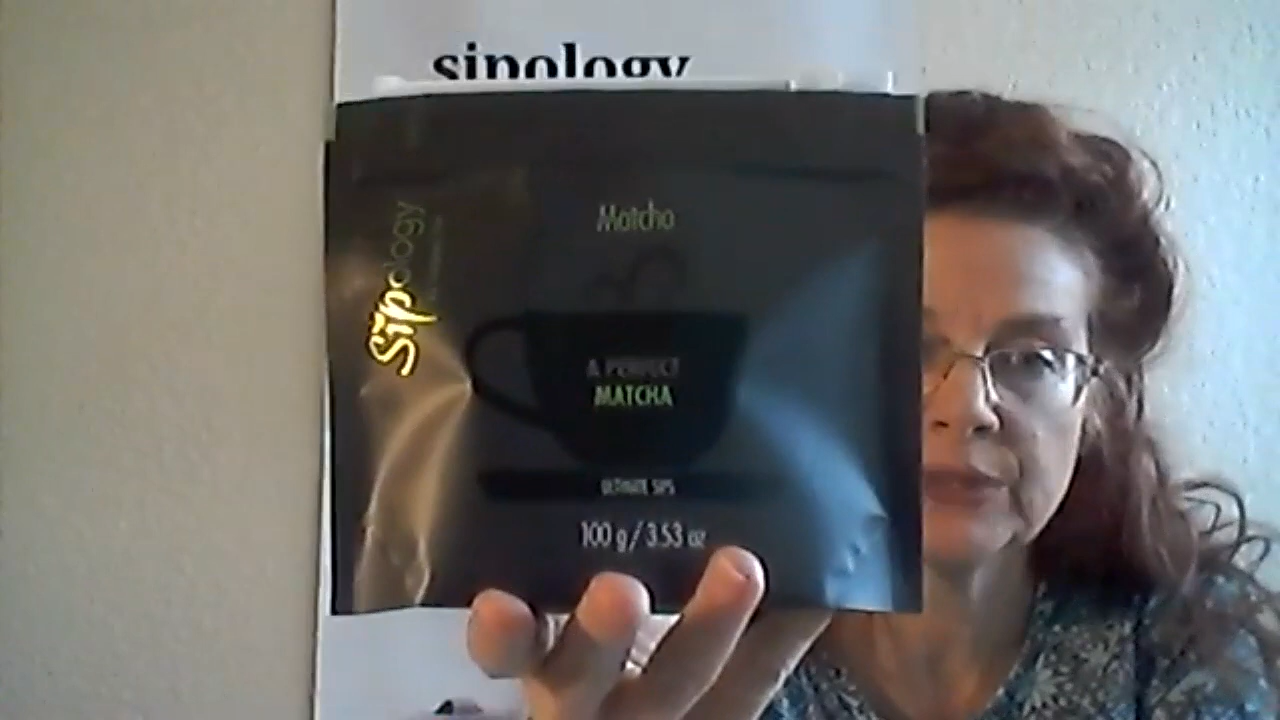 sipology
Matcha
Sipology
A PERFECT
MATCHA
ULTIMATE SIPS
100 g / 3.53 oz